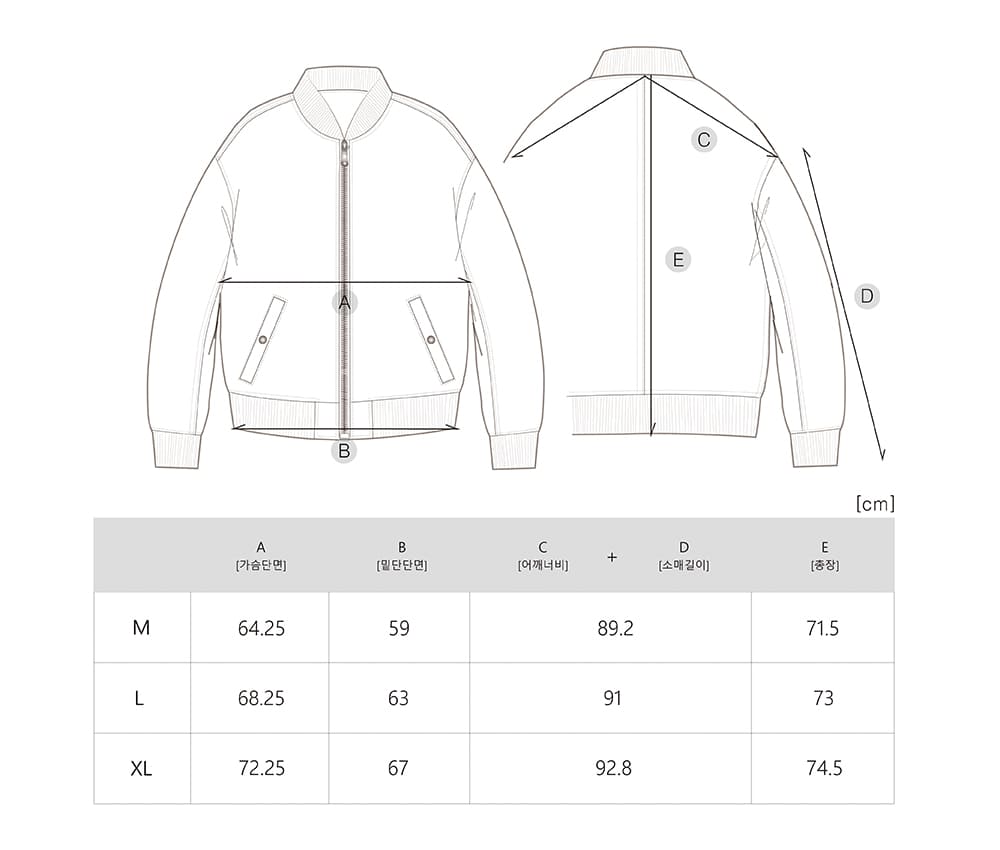 C
E
D
A
B
[cm]
A B C + D E
[가슴단면] [밑단단면] [어깨너비] [소매길이] [총장]
M 64.25 59 89.2 71.5
L 68.25 63 91 73
XL 72.25 67 92.8 74.5